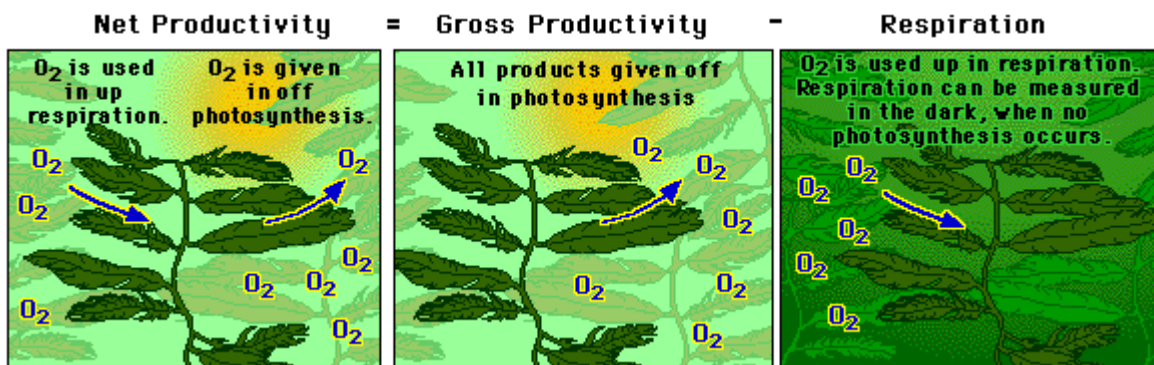 Net Productivity = Gross Productivity - Respiration
O2 is used
in up
respiration.
O2 is given
in off
photosynthesis.
O2
O2
O2
O2
O2
O2
O2
O2
All products given off
in photosynthesis
O2
O2
O2
O2
O2
O2
O2 is used up in respiration.
Respiration can be measured
in the dark, when no
photosynthesis occurs.
O2
O2
O2
O2
O2